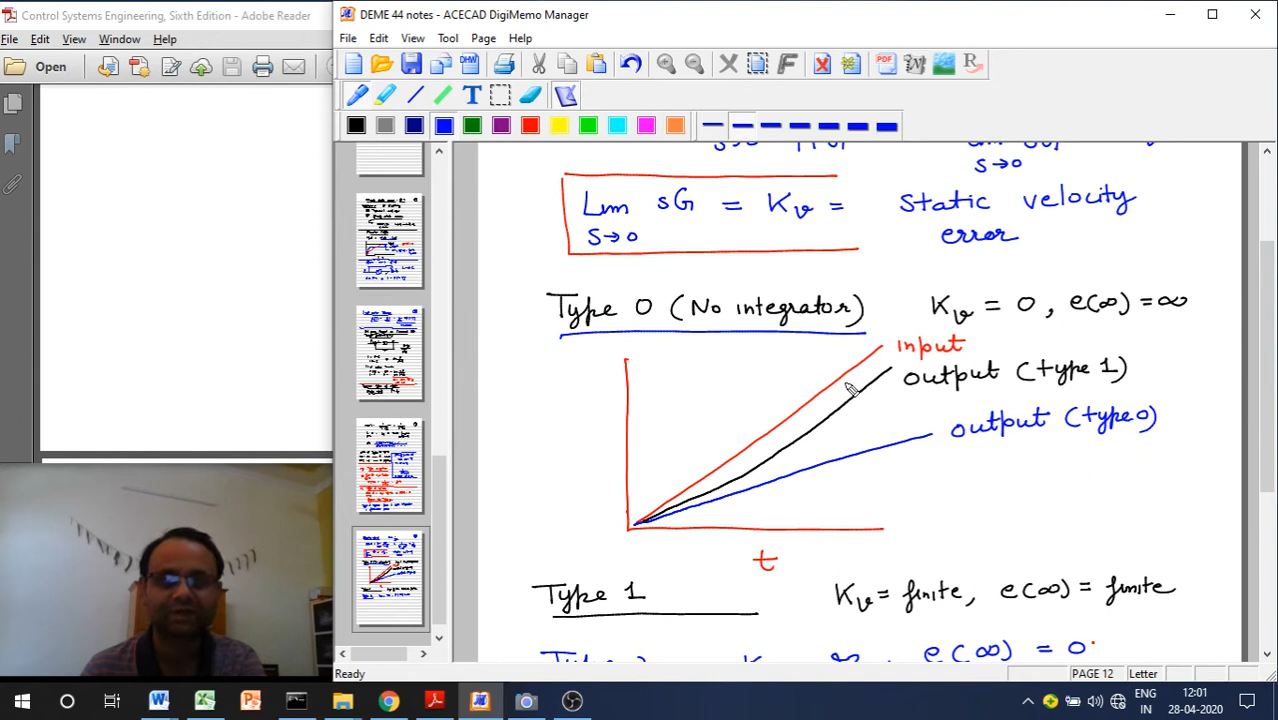 Control Systems Engineering, Sixth Edition - Adobe Reader
File Edit View Window Help
Open
DEME 44 notes - ACECAD DigiMemo Manager
File Edit View Tool Page Help
S→0
Lim sG = Kv = Static velocity
S→0 error
Type 0 (No integrator) Kv = 0, e(∞) = ∞
input
output (type 1)
output (type 0)
t
Type 1 Kv = finite, e(∞) = finite
e(∞) = 0
Ready PAGE 12 Letter
ENG 12:01
IN 28-04-2020